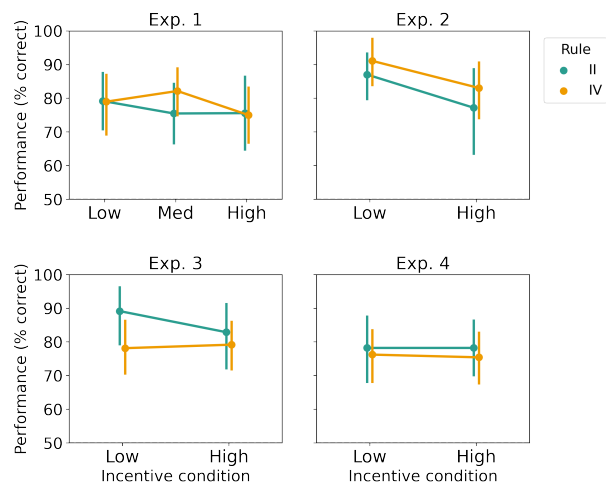 Exp. 1
Exp. 2
Performance (% correct)
100
90
80
70
60
50
Low Med High
Low High
Rule
II
IV
Exp. 3
Exp. 4
Performance (% correct)
100
90
80
70
60
50
Low High
Low High
Incentive condition
Incentive condition